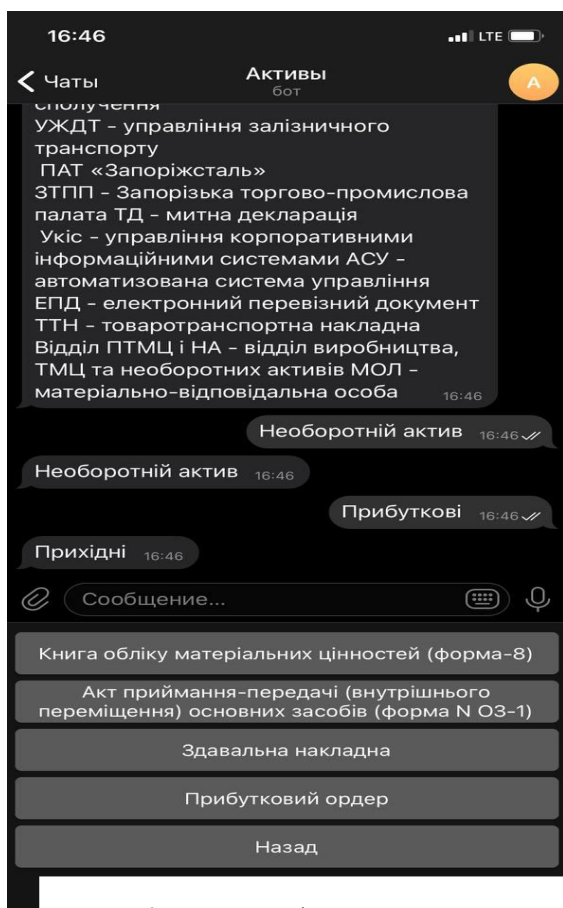 16:46
LTE
Чаты
Активы
бот
А
сполучення
УЖДТ – управління залізничного
транспорту
ПАТ «Запоріжсталь»
ЗТПП – Запорізька торгово-промислова
палата ТД – митна декларація
Укіс – управління корпоративними
інформаційними системами АСУ –
автоматизована система управління
ЕПД – електронний перевізний документ
ТТН – товаротранспортна накладна
Відділ ПТМЦ і НА – відділ виробництва,
ТМЦ та необоротних активів МОЛ –
матеріально-відповідальна особа 16:46
Необоротній актив 16:46
Необоротній актив 16:46
Прибуткові 16:46
Прихідні 16:46
Сообщение...
Книга обліку матеріальних цінностей (форма-8)
Акт приймання-передачі (внутрішнього
переміщення) основних засобів (форма N ОЗ-1)
Здавальна накладна
Прибутковий ордер
Назад